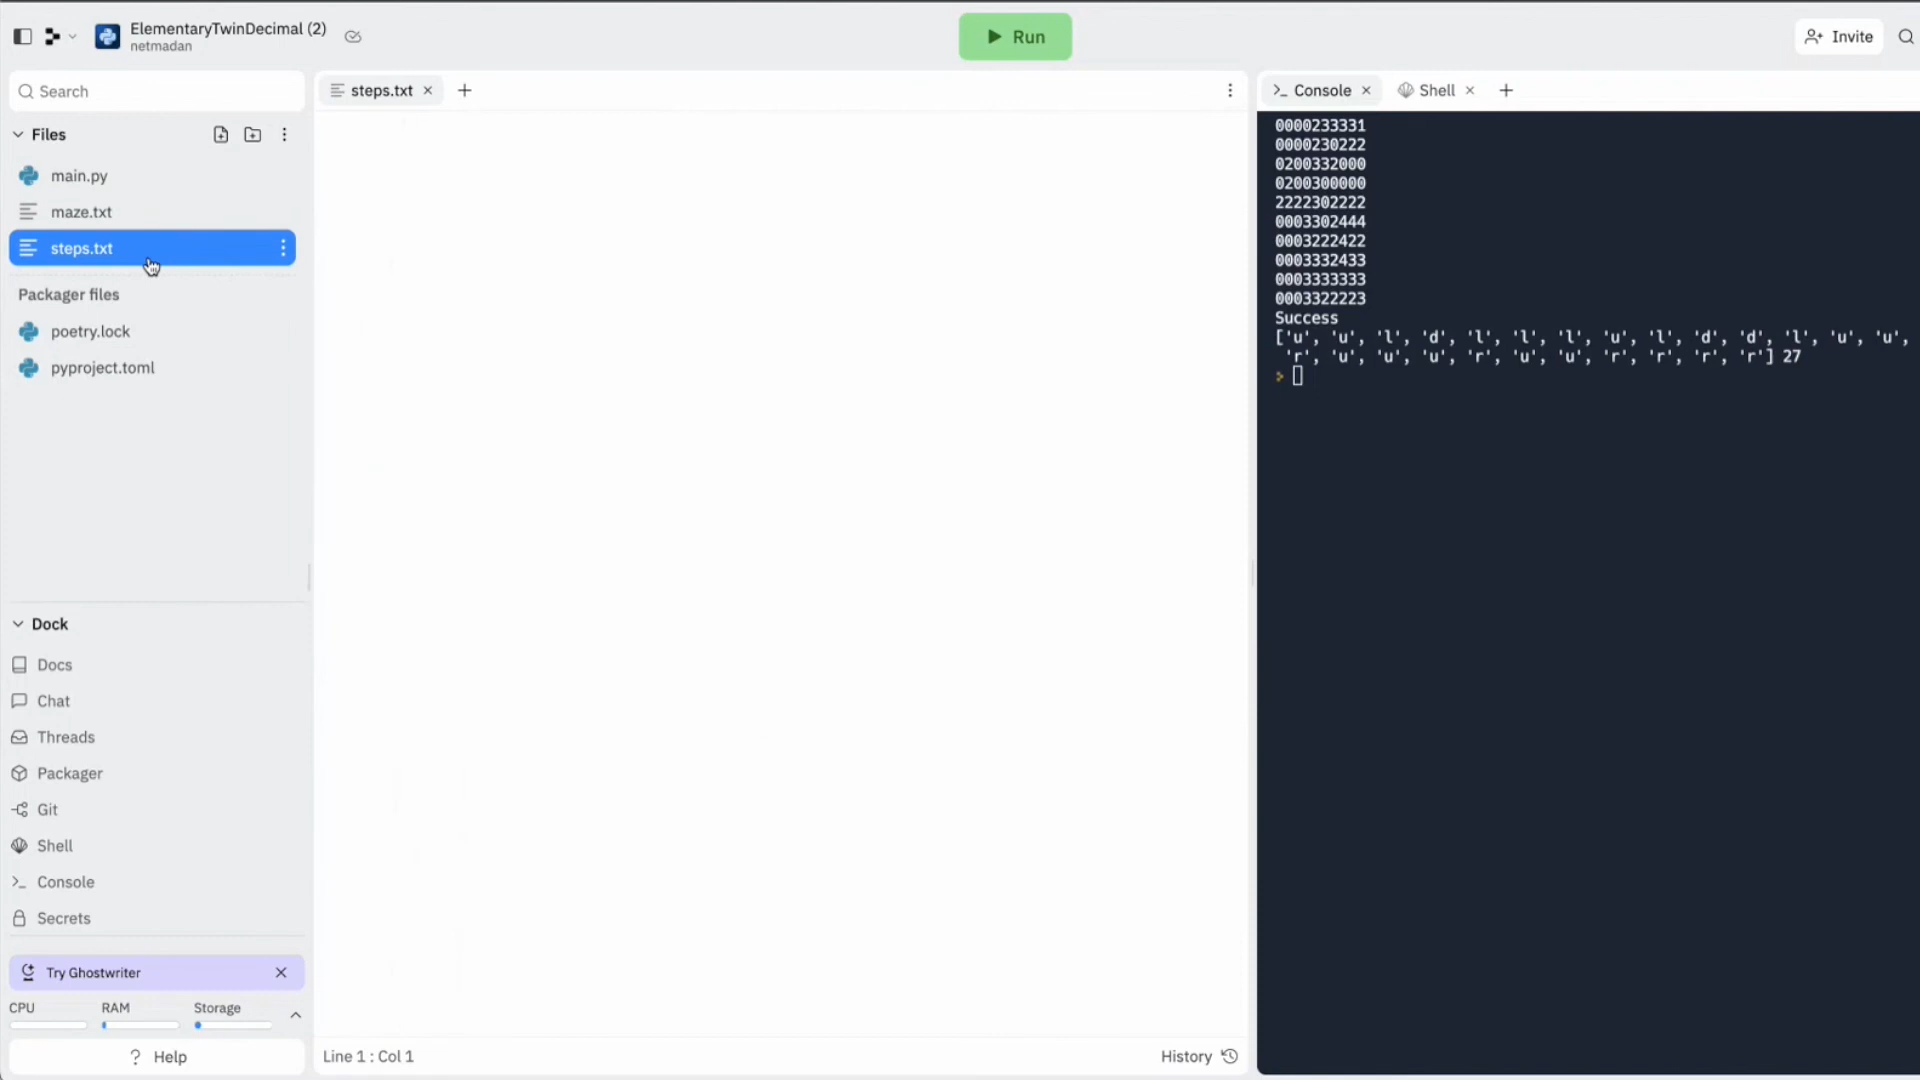 ElementaryTwinDecimal (2)
netmadan
Run
Invite
Search
Files
main.py
maze.txt
steps.txt
Packager files
poetry.lock
pyproject.toml
Dock
Docs
Chat
Threads
Packager
Git
Shell
Console
Secrets
Try Ghostwriter
CPU RAM Storage
? Help
steps.txt
Line 1 : Col 1
History
Console
Shell
0000233331
0000230222
0200332000
0200300000
2222302222
0003302444
0003222422
0003332433
0003333333
0003322223
Success
['u', 'u', 'l', 'd', 'l', 'l', 'l', 'u', 'l', 'd', 'd', 'l', 'u', 'u',
'r', 'u', 'u', 'u', 'r', 'u', 'u', 'r', 'r', 'r', 'r'] 27